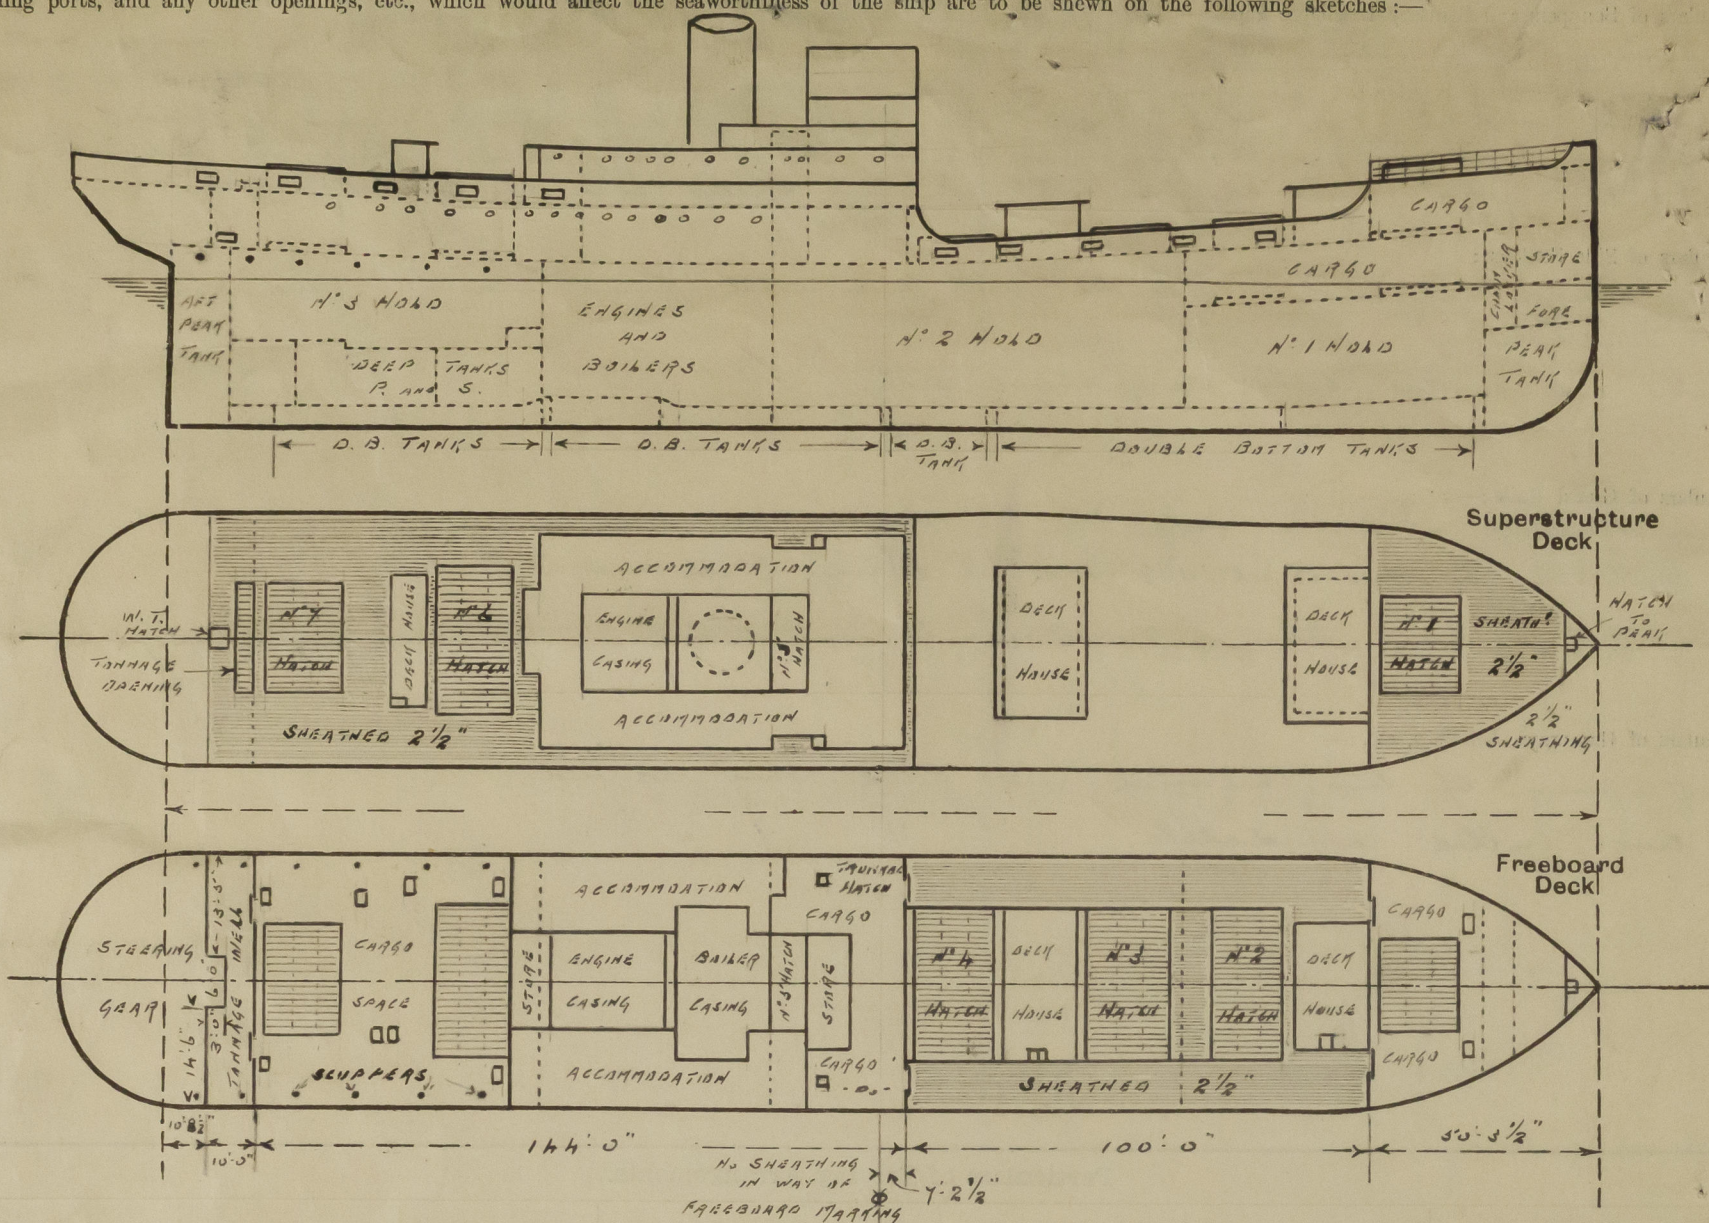 ing ports, and any other openings, etc., which would affect the seaworthiness of the ship are to be shewn on the following sketches :—
CARGO
CARGO
STORE
CHAIN LOCKER
FORE
PEAK
TANK
AFT
PEAK
TANK
Nº 3 HOLD
DEEP TANKS
P. AND S.
ENGINES
AND
BOILERS
Nº 2 HOLD
Nº 1 HOLD
D.B. TANKS
D.B. TANKS
D.B.
TANK
DOUBLE BOTTOM TANKS
Superstructure
Deck
W.T.
HATCH
TONNAGE
OPENING
Nº 7
HATCH
DECK HOUSE
Nº 6
HATCH
SHEATHED 2½"
ACCOMMODATION
ENGINE
CASING
Nº 5 HATCH
ACCOMMODATION
DECK
HOUSE
DECK
HOUSE
Nº 1
HATCH
SHEATHᴳ
2½"
HATCH
TO
PEAK
2½"
SHEATHING
Freeboard
Deck
STEERING
GEAR
13'-5"
6'0"
3'-0"
14'-6"
TONNAGE WELL
CARGO
SPACE
SCUPPERS
ACCOMMODATION
STORE
ENGINE
CASING
BOILER
CASING
Nº 5 HATCH
STORE
ACCOMMODATION
HATCH
CARGO
CARGO
-DO.-
Nº 4
HATCH
DECK
HOUSE
Nº 3
HATCH
Nº 2
HATCH
DECK
HOUSE
SHEATHED 2½"
CARGO
CARGO
10'-0"
144'-0"
100'-0"
50'-3½"
NO SHEATHING
IN WAY OF
FREEBOARD MARKING
7'-2½"